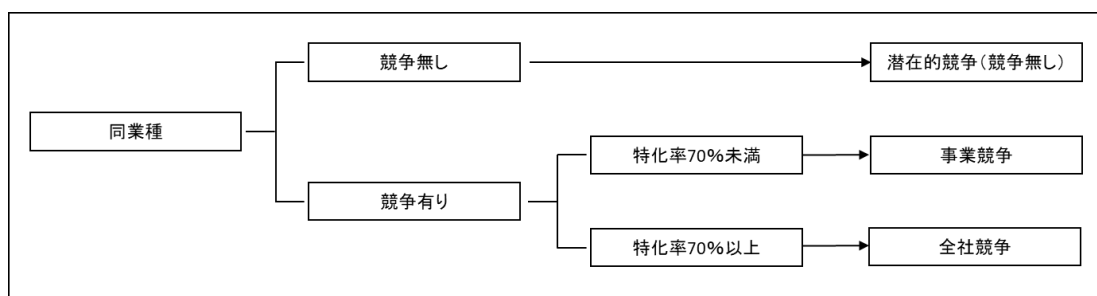 競争無し
潜在的競争(競争無し)
同業種
特化率70%未満
事業競争
競争有り
特化率70%以上
全社競争